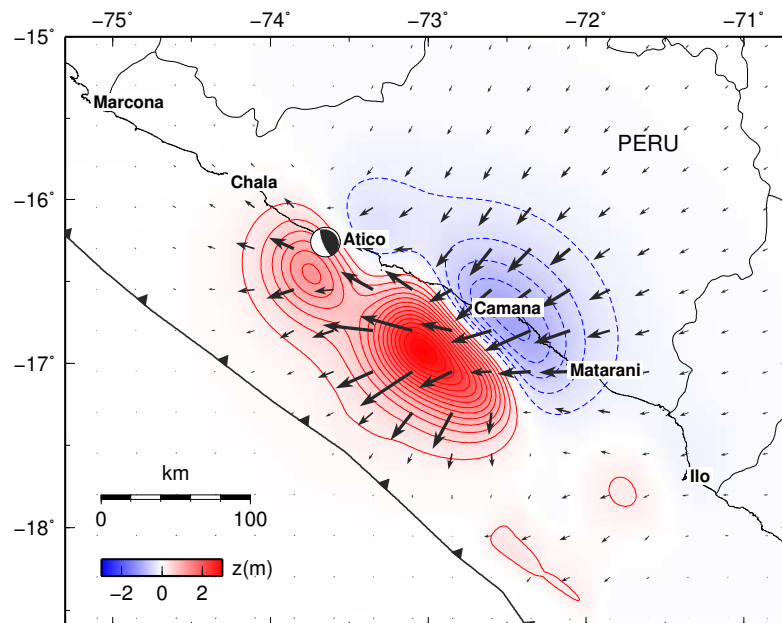 −75˚ −74˚ −73˚ −72˚ −71˚
−15˚
Marcona
PERU
Chala
−16˚
Atico
Camana
−17˚
Matarani
km
Ilo
0 100
−18˚
z(m)
−2 0 2